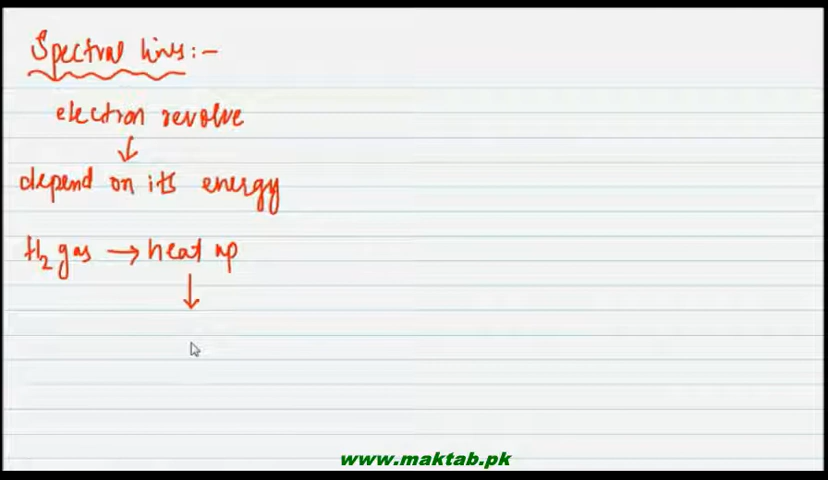 Spectral lines:-
electron revolve
↓
depend on its energy
H₂ gas → heat up
↓
www.maktab.pk